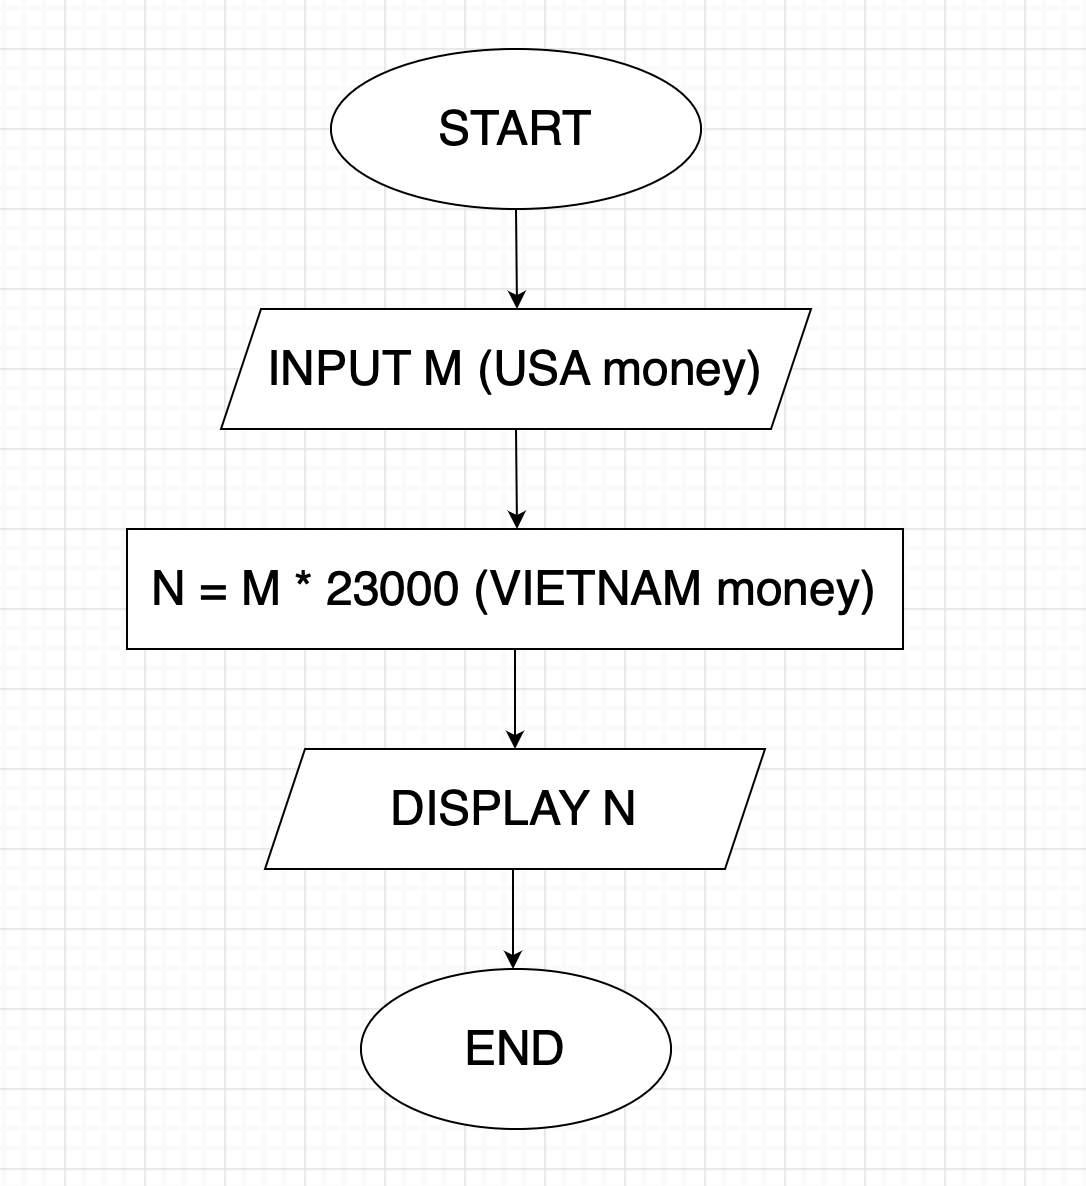 START
INPUT M (USA money)
N = M * 23000 (VIETNAM money)
DISPLAY N
END